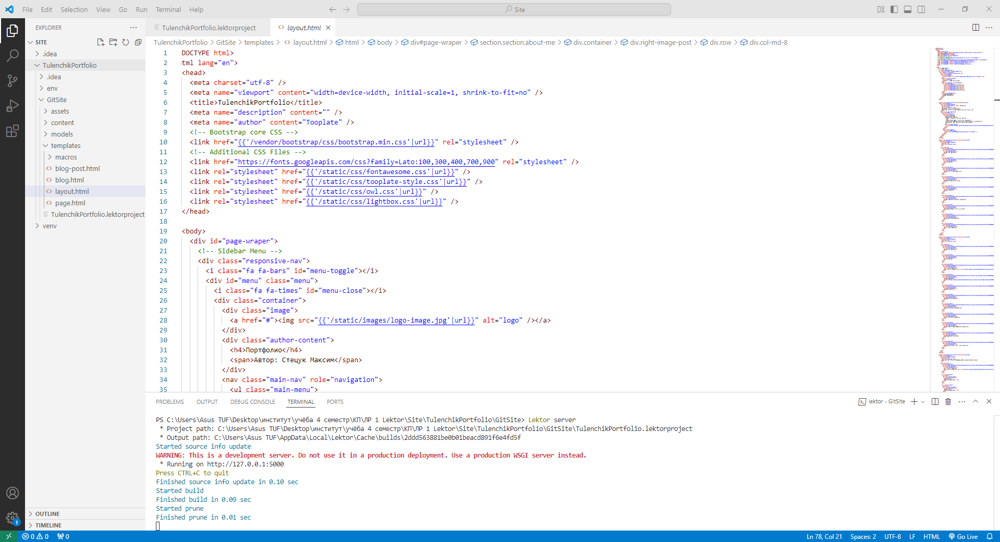 File Edit Selection View Go Run Terminal Help
Site
EXPLORER
SITE
.idea
TulenchikPortfolio
.idea
env
GitSite
assets
content
models
templates
macros
blog-post.html
blog.html
layout.html
page.html
TulenchikPortfolio.lektorproject
venv
OUTLINE
TIMELINE
TulenchikPortfolio.lektorproject layout.html
TulenchikPortfolio > GitSite > templates > layout.html > html > body > div#page-wraper > section.section.about-me > div.container > div.right-image-post > div.row > div.col-md-8
1 DOCTYPE html>
2 tml lang="en">
3 <head>
4 <meta charset="utf-8" />
5 <meta name="viewport" content="width=device-width, initial-scale=1, shrink-to-fit=no" />
6 <title>TulenchikPortfolio</title>
7 <meta name="description" content="" />
8 <meta name="author" content="Tooplate" />
9 <!-- Bootstrap core CSS -->
10 <link href="{{'/vendor/bootstrap/css/bootstrap.min.css'|url}}" rel="stylesheet" />
11 <!-- Additional CSS Files -->
12 <link href="https://fonts.googleapis.com/css?family=Lato:100,300,400,700,900" rel="stylesheet" />
13 <link rel="stylesheet" href="{{'/static/css/fontawesome.css'|url}}" />
14 <link rel="stylesheet" href="{{'/static/css/tooplate-style.css'|url}}" />
15 <link rel="stylesheet" href="{{'/static/css/owl.css'|url}}" />
16 <link rel="stylesheet" href="{{'/static/css/lightbox.css'|url}}" />
17 </head>
18
19 <body>
20 <div id="page-wraper">
21 <!-- Sidebar Menu -->
22 <div class="responsive-nav">
23 <i class="fa fa-bars" id="menu-toggle"></i>
24 <div id="menu" class="menu">
25 <i class="fa fa-times" id="menu-close"></i>
26 <div class="container">
27 <div class="image">
28 <a href="#"><img src="{{'/static/images/logo-image.jpg'|url}}" alt="logo" /></a>
29 </div>
30 <div class="author-content">
31 <h4>Портфолио</h4>
32 <span>Автор: Стецук Максим</span>
33 </div>
34 <nav class="main-nav" role="navigation">
35 <ul class="main-menu">
PROBLEMS OUTPUT DEBUG CONSOLE TERMINAL PORTS
lektor - GitSite
PS C:\Users\Asus TUF\Desktop\институт\учёба 4 семестр\КП\ЛР 1 Lektor\Site\TulenchikPortfolio\GitSite> Lektor server
* Project path: C:\Users\Asus TUF\Desktop\институт\учёба 4 семестр\КП\ЛР 1 Lektor\Site\TulenchikPortfolio\GitSite\TulenchikPortfolio.lektorproject
* Output path: C:\Users\Asus TUF\AppData\Local\Lektor\Cache\builds\2ddd563881be0b01beacd891f6e4fd5f
Started source info update
WARNING: This is a development server. Do not use it in a production deployment. Use a production WSGI server instead.
* Running on http://127.0.0.1:5000
Press CTRL+C to quit
Finished source info update in 0.10 sec
Started build
Finished build in 0.09 sec
Started prune
Finished prune in 0.01 sec
1
0 0 0
Ln 78, Col 21 Spaces: 2 UTF-8 LF HTML Go Live